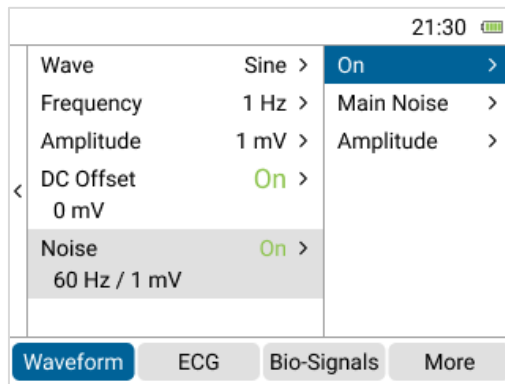 21:30
Wave Sine >
Frequency 1 Hz >
Amplitude 1 mV >
DC Offset On >
0 mV
Noise On >
60 Hz / 1 mV
<
On >
Main Noise >
Amplitude >
Waveform ECG Bio-Signals More